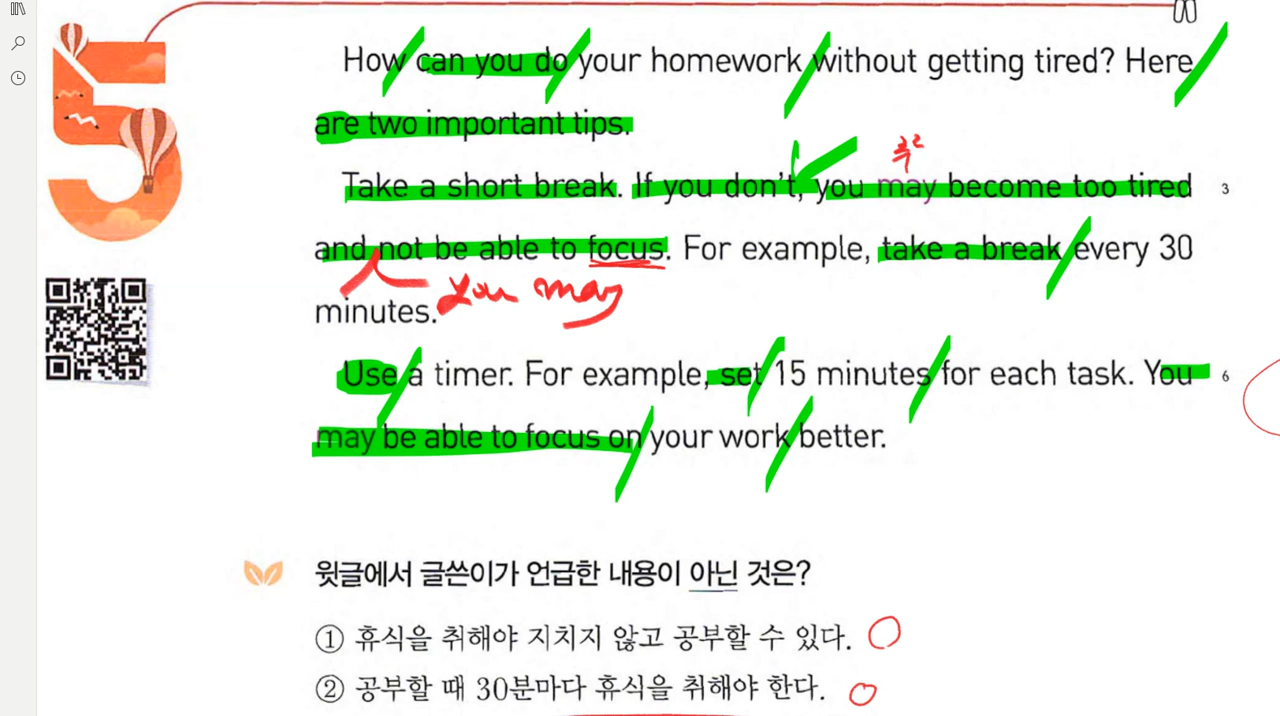 5
How can you do your homework without getting tired? Here
are two important tips.
추²
Take a short break. If you don't, you may become too tired
3
and not be able to focus. For example, take a break every 30
you may
minutes.
Use a timer. For example, set 15 minutes for each task. You
6
may be able to focus on your work better.
윗글에서 글쓴이가 언급한 내용이 아닌 것은?
① 휴식을 취해야 지치지 않고 공부할 수 있다.
② 공부할 때 30분마다 휴식을 취해야 한다.